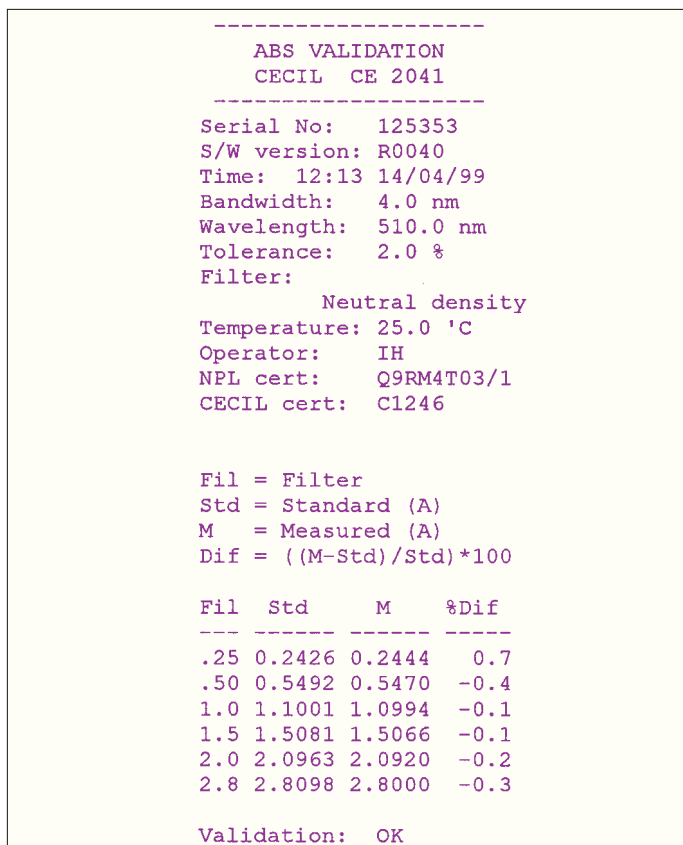 ---------------------
ABS VALIDATION
CECIL CE 2041
---------------------
Serial No: 125353
S/W version: R0040
Time: 12:13 14/04/99
Bandwidth: 4.0 nm
Wavelength: 510.0 nm
Tolerance: 2.0 %
Filter:
Neutral density
Temperature: 25.0 'C
Operator: IH
NPL cert: Q9RM4T03/1
CECIL cert: C1246
Fil = Filter
Std = Standard (A)
M = Measured (A)
Dif = ((M-Std)/Std)*100
Fil Std M %Dif
--- ------ ------ -----
.25 0.2426 0.2444 0.7
.50 0.5492 0.5470 -0.4
1.0 1.1001 1.0994 -0.1
1.5 1.5081 1.5066 -0.1
2.0 2.0963 2.0920 -0.2
2.8 2.8098 2.8000 -0.3
Validation: OK